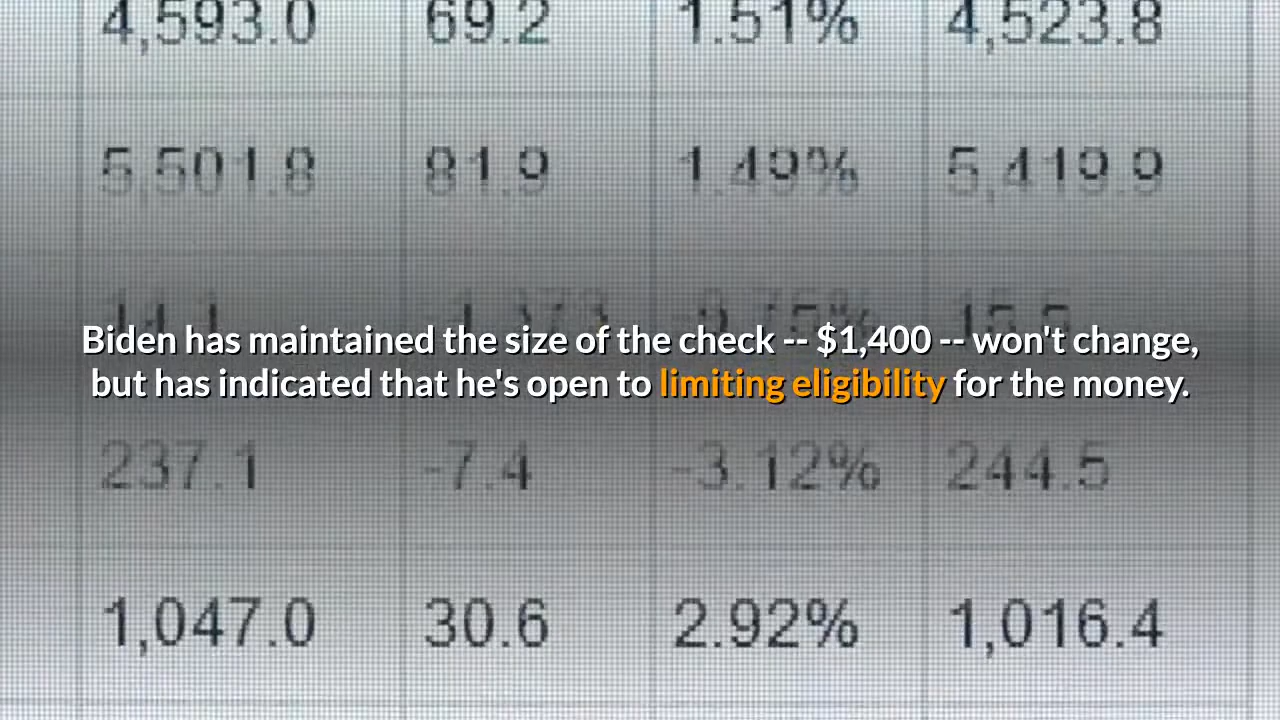 4,593.0 69.2 1.51% 4,523.8
5,501.8 81.9 1.49% 5,419.9
Biden has maintained the size of the check -- $1,400 -- won't change,
but has indicated that he's open to limiting eligibility for the money.
237.1 -7.4 -3.12% 244.5
1,047.0 30.6 2.92% 1,016.4